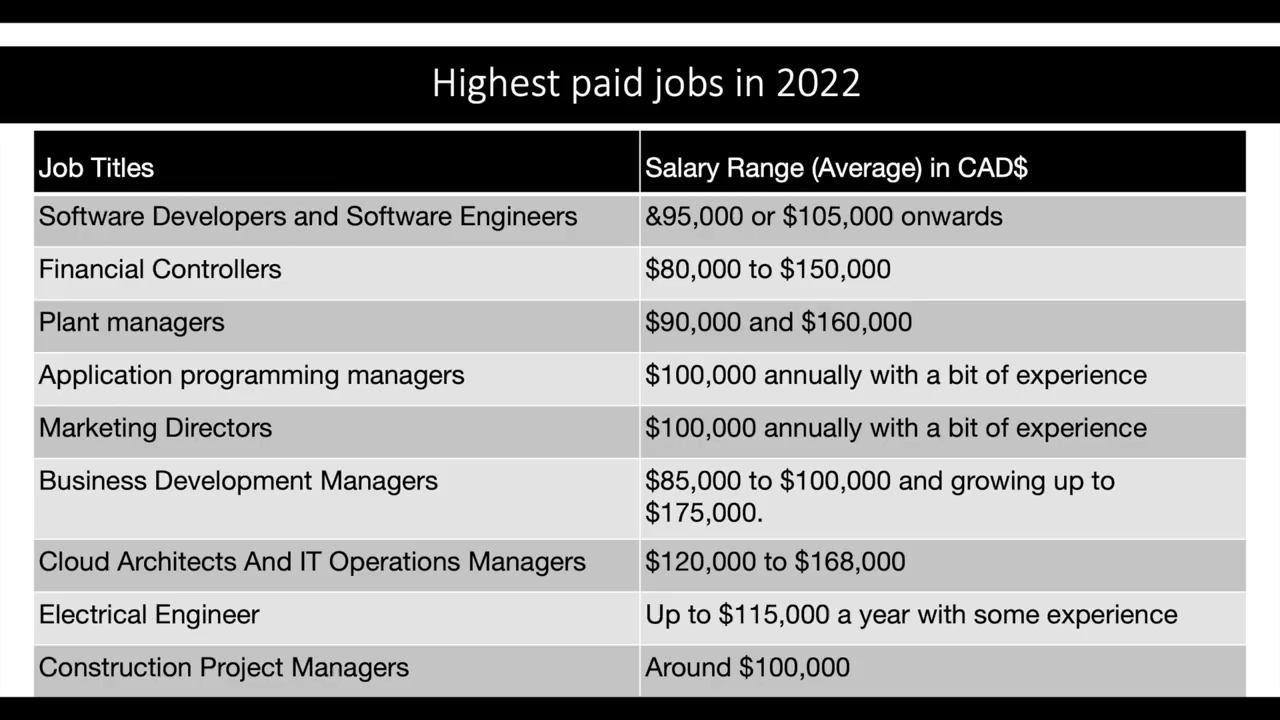 Highest paid jobs in 2022
Job Titles Salary Range (Average) in CAD$
Software Developers and Software Engineers &95,000 or $105,000 onwards
Financial Controllers $80,000 to $150,000
Plant managers $90,000 and $160,000
Application programming managers $100,000 annually with a bit of experience
Marketing Directors $100,000 annually with a bit of experience
Business Development Managers $85,000 to $100,000 and growing up to
$175,000.
Cloud Architects And IT Operations Managers $120,000 to $168,000
Electrical Engineer Up to $115,000 a year with some experience
Construction Project Managers Around $100,000